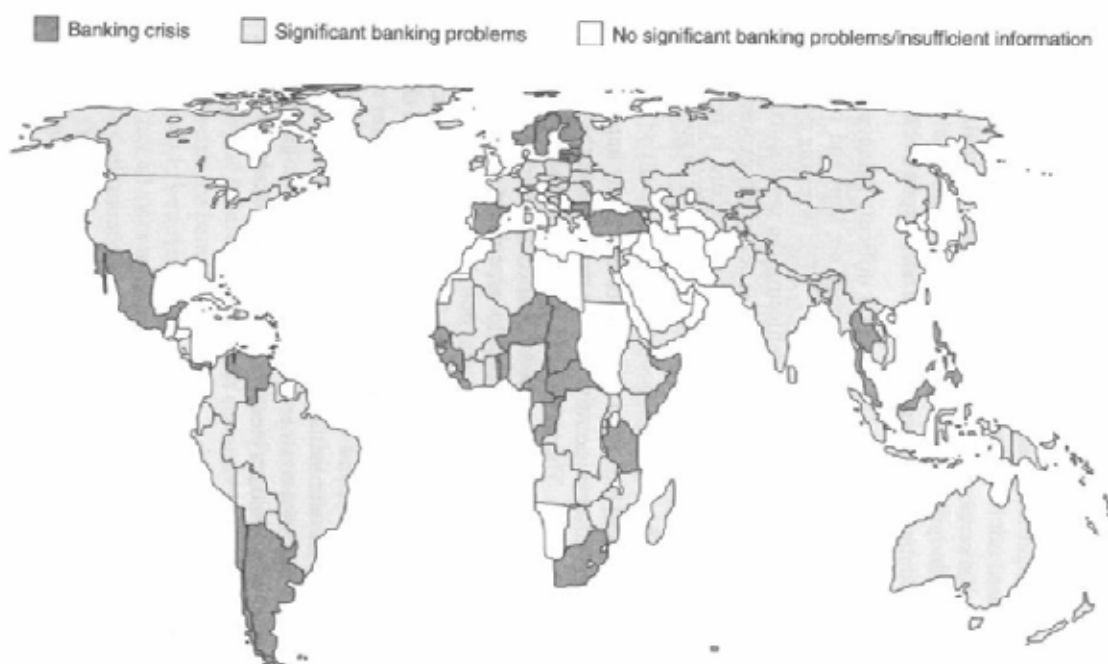 Banking crisis
Significant banking problems
No significant banking problems/insufficient information